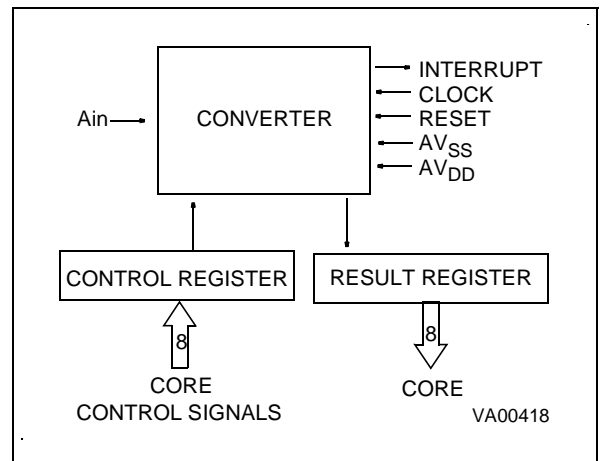 INTERRUPT
CLOCK
Ain
CONVERTER
RESET
AVSS
AVDD
CONTROL REGISTER
RESULT REGISTER
8
8
CORE
CONTROL SIGNALS
CORE
VA00418